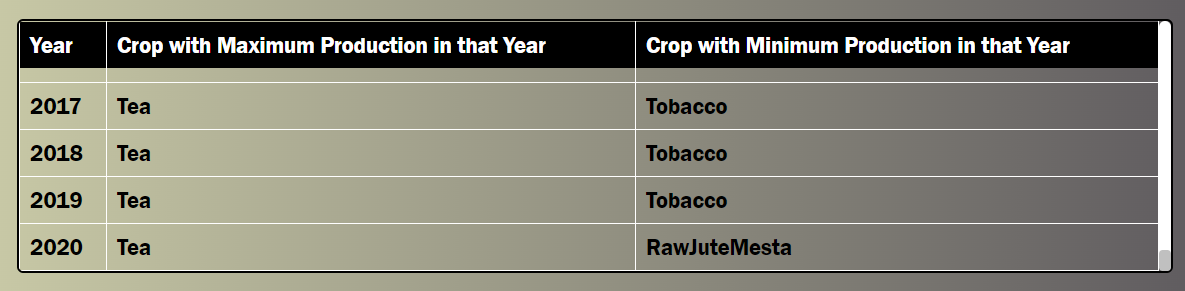 Year Crop with Maximum Production in that Year Crop with Minimum Production in that Year
2017 Tea Tobacco
2018 Tea Tobacco
2019 Tea Tobacco
2020 Tea RawJuteMesta